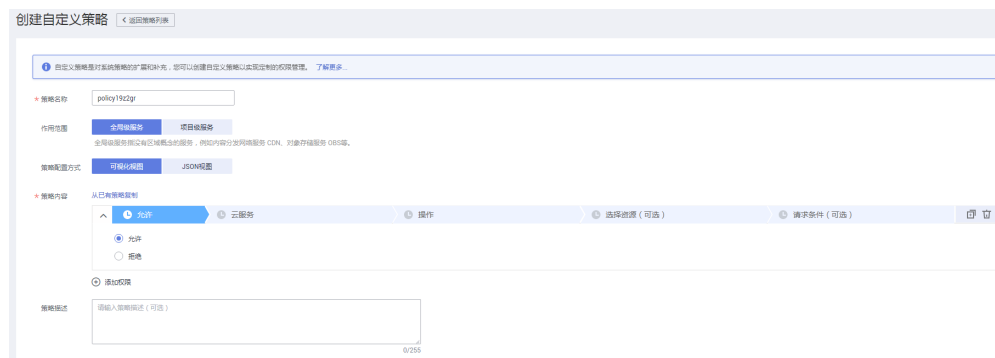 创建自定义策略 < 返回策略列表
自定义策略是对系统策略的扩展和补充，您可以创建自定义策略以实现定制的权限管理。 了解更多...
* 策略名称 policy19z2gr
作用范围 全局级服务 项目级服务
全局级服务指没有区域概念的服务，例如内容分发网络服务 CDN、对象存储服务 OBS等。
策略配置方式 可视化视图 JSON视图
* 策略内容 从已有策略复制
允许 云服务 操作 选择资源（可选） 请求条件（可选）
允许
拒绝
添加权限
策略描述 请输入策略描述（可选）
0/255